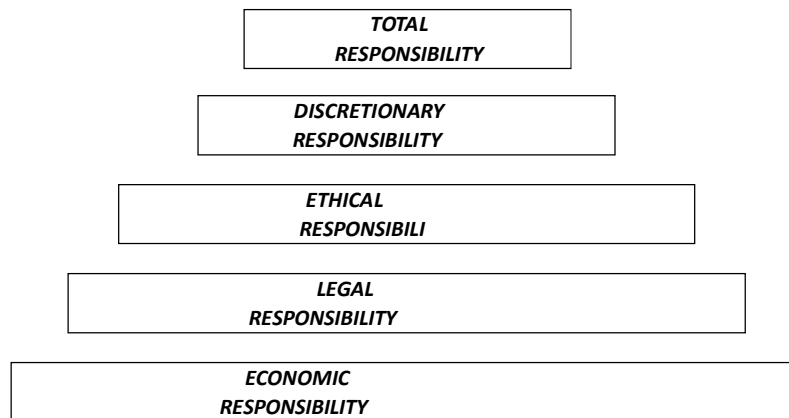 TOTAL
RESPONSIBILITY
DISCRETIONARY
RESPONSIBILITY
ETHICAL
RESPONSIBILI
LEGAL
RESPONSIBILITY
ECONOMIC
RESPONSIBILITY